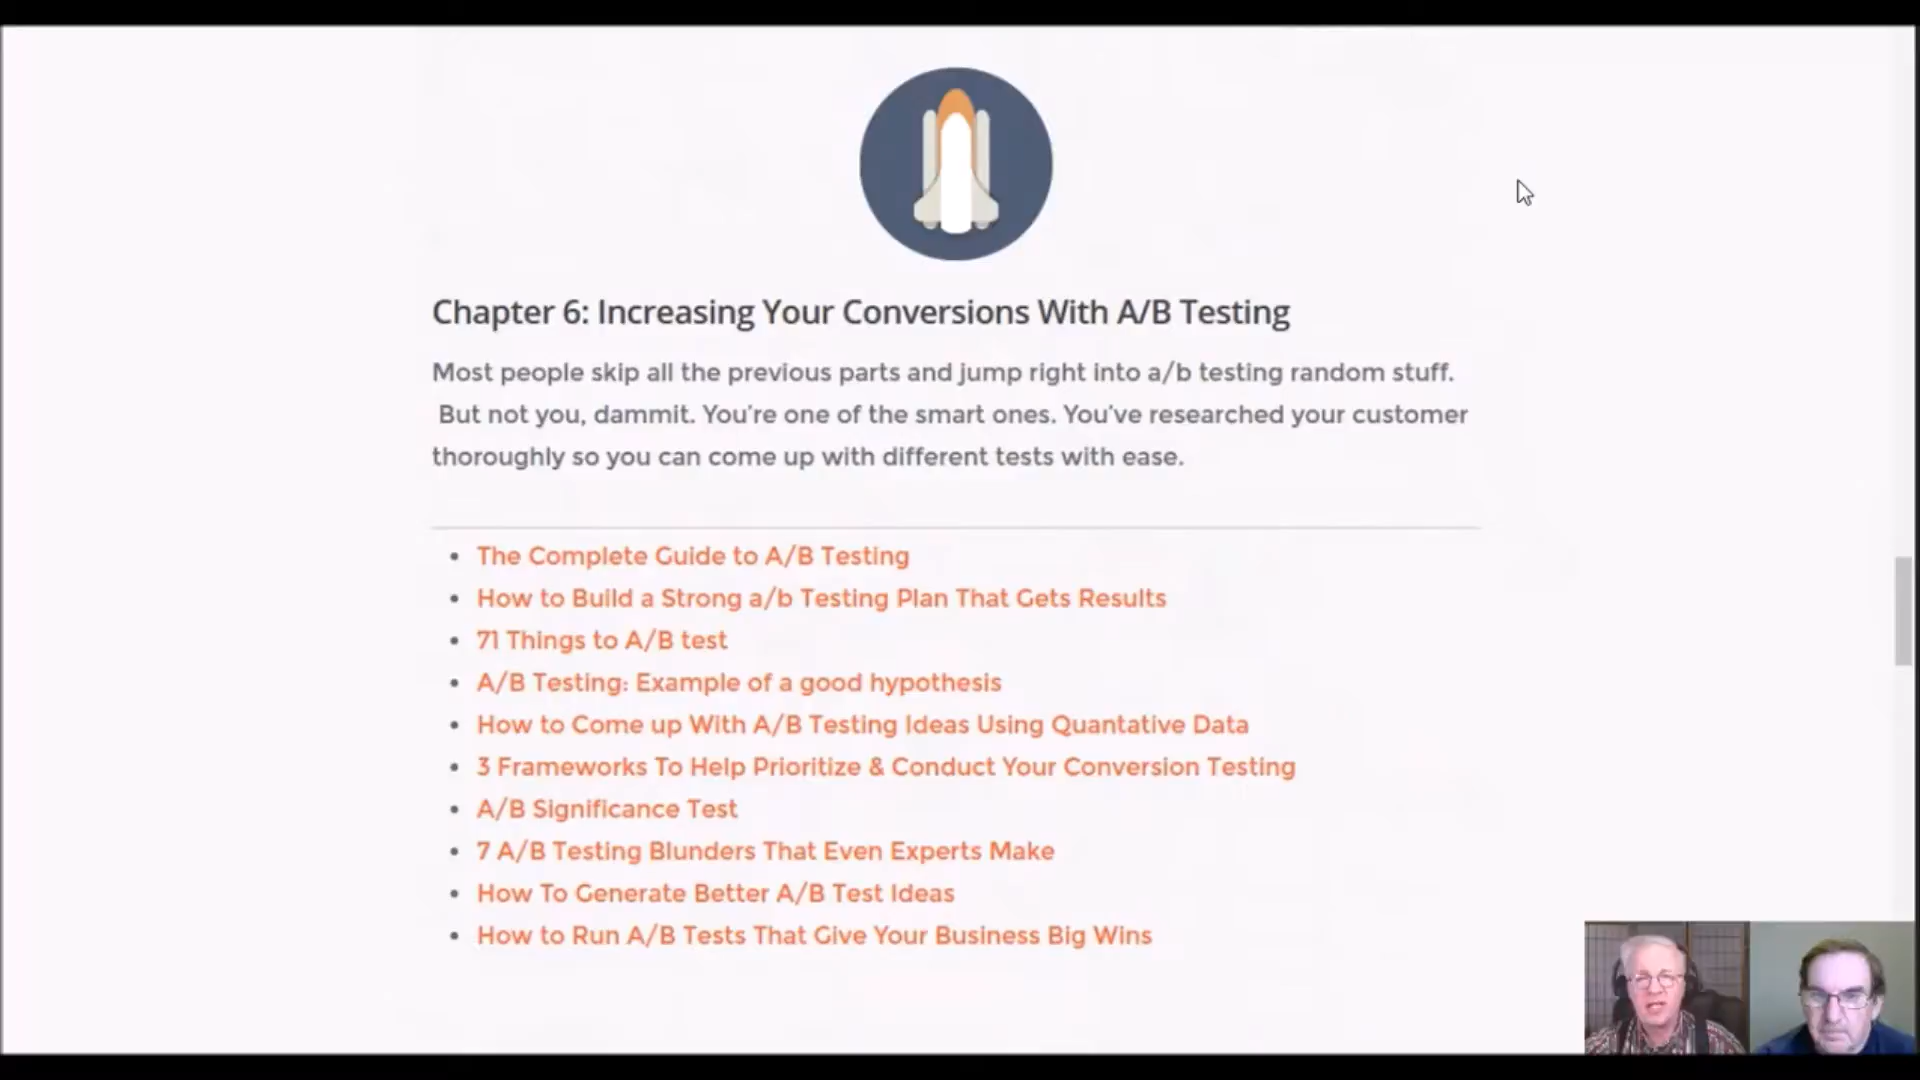 Chapter 6: Increasing Your Conversions With A/B Testing
Most people skip all the previous parts and jump right into a/b testing random stuff.
But not you, dammit. You're one of the smart ones. You've researched your customer
thoroughly so you can come up with different tests with ease.
• The Complete Guide to A/B Testing
• How to Build a Strong a/b Testing Plan That Gets Results
• 71 Things to A/B test
• A/B Testing: Example of a good hypothesis
• How to Come up With A/B Testing Ideas Using Quantative Data
• 3 Frameworks To Help Prioritize & Conduct Your Conversion Testing
• A/B Significance Test
• 7 A/B Testing Blunders That Even Experts Make
• How To Generate Better A/B Test Ideas
• How to Run A/B Tests That Give Your Business Big Wins